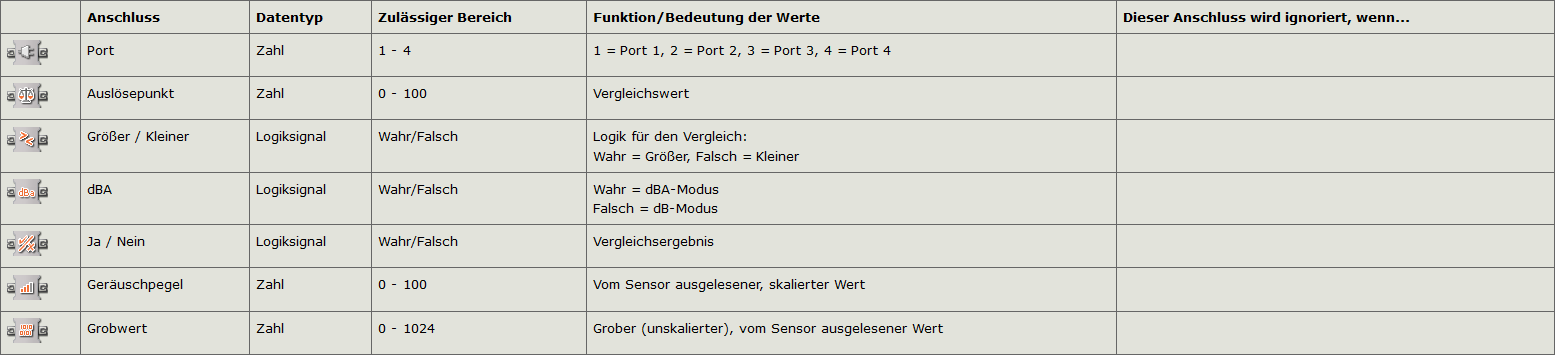 Anschluss Datentyp Zulässiger Bereich Funktion/Bedeutung der Werte Dieser Anschluss wird ignoriert, wenn...
Port Zahl 1 - 4 1 = Port 1, 2 = Port 2, 3 = Port 3, 4 = Port 4
Auslösepunkt Zahl 0 - 100 Vergleichswert
Größer / Kleiner Logiksignal Wahr/Falsch Logik für den Vergleich:
Wahr = Größer, Falsch = Kleiner
dBa dBA Logiksignal Wahr/Falsch Wahr = dBA-Modus
Falsch = dB-Modus
Ja / Nein Logiksignal Wahr/Falsch Vergleichsergebnis
Geräuschpegel Zahl 0 - 100 Vom Sensor ausgelesener, skalierter Wert
Grobwert Zahl 0 - 1024 Grober (unskalierter), vom Sensor ausgelesener Wert